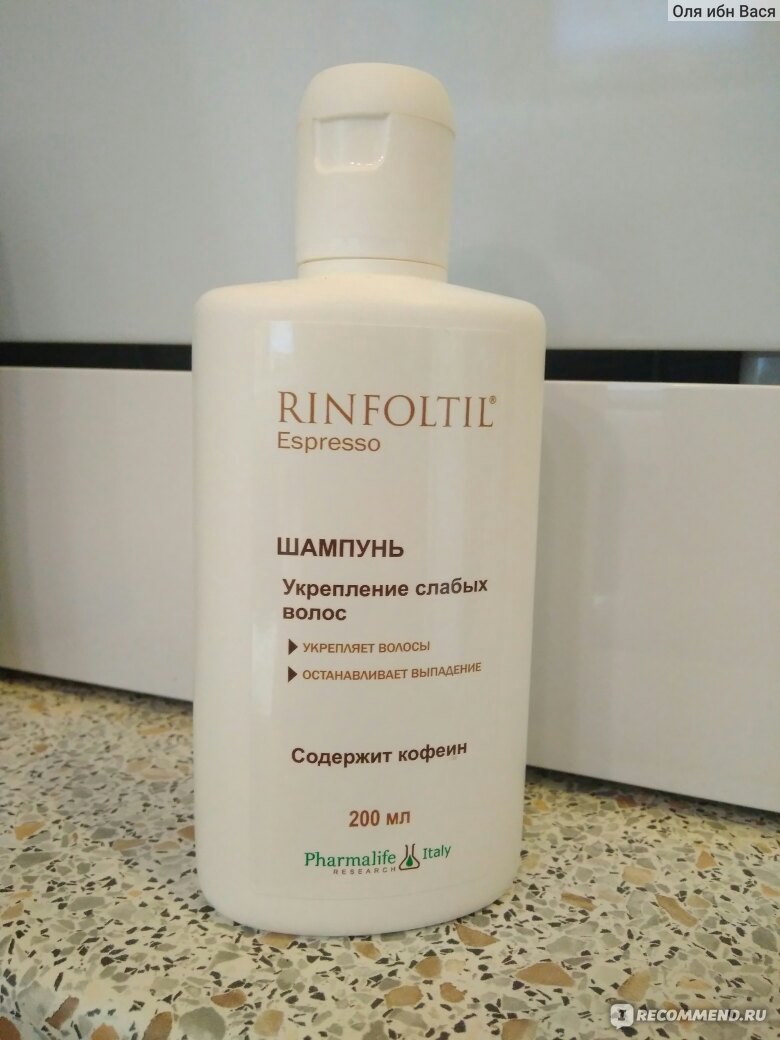 Оля ибн Вася
RINFOLTIL®
Espresso
ШАМПУНЬ
Укрепление слабых
волос
УКРЕПЛЯЕТ ВОЛОСЫ
ОСТАНАВЛИВАЕТ ВЫПАДЕНИЕ
Содержит кофеин
200 мл
Pharmalife Italy
RESEARCH
IRECOMMEND.RU